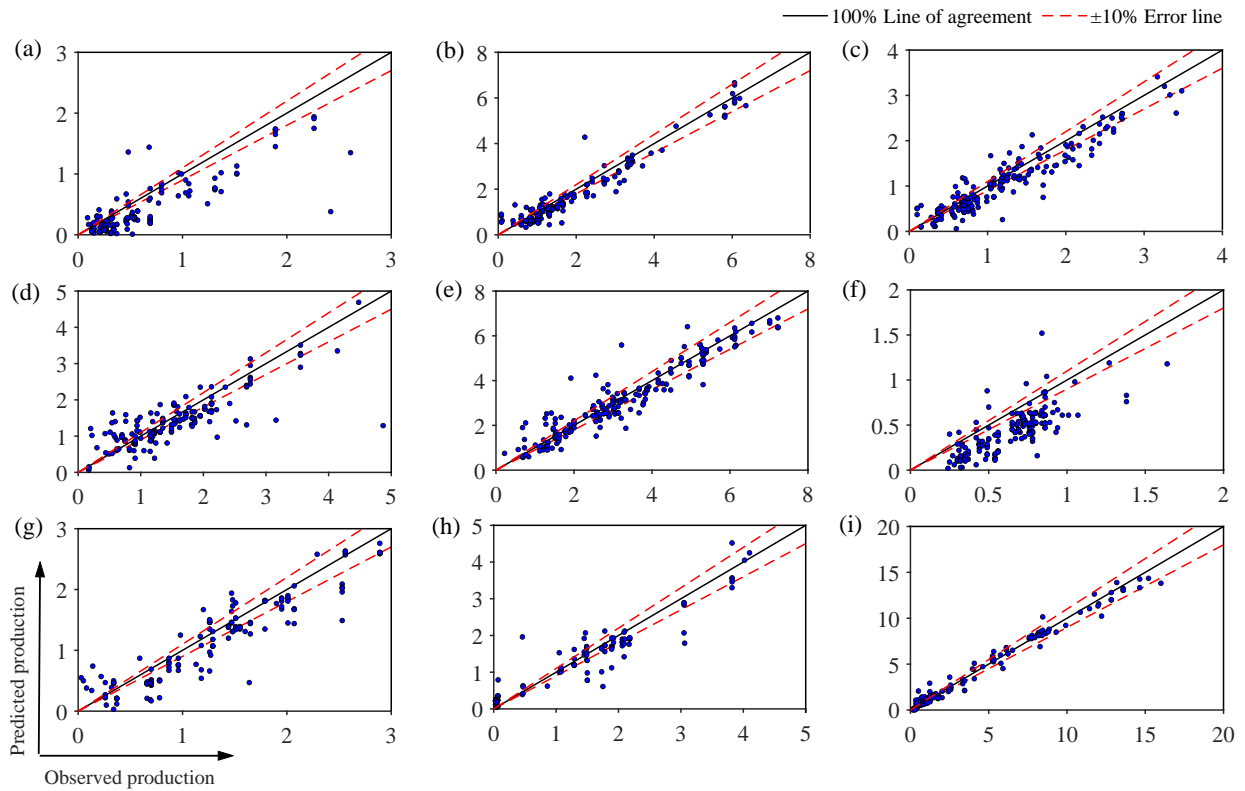 100% Line of agreement ±10% Error line
(a) (b) (c)
3 8 4
2 6 3
1 4 2
0 2 1
0 0
0 1 2 3 0 2 4 6 8 0 1 2 3 4
(d) (e) (f)
5 8 2
4 6 1.5
3 4 1
2 2 0.5
1 0 0
0
0 1 2 3 4 5 0 2 4 6 8 0 0.5 1 1.5 2
(g) (h) (i)
3 5 20
2 4 15
1 3 10
0 2 5
1 0
0
0 1 2 3 0 1 2 3 4 5 0 5 10 15 20
Predicted production
Observed production